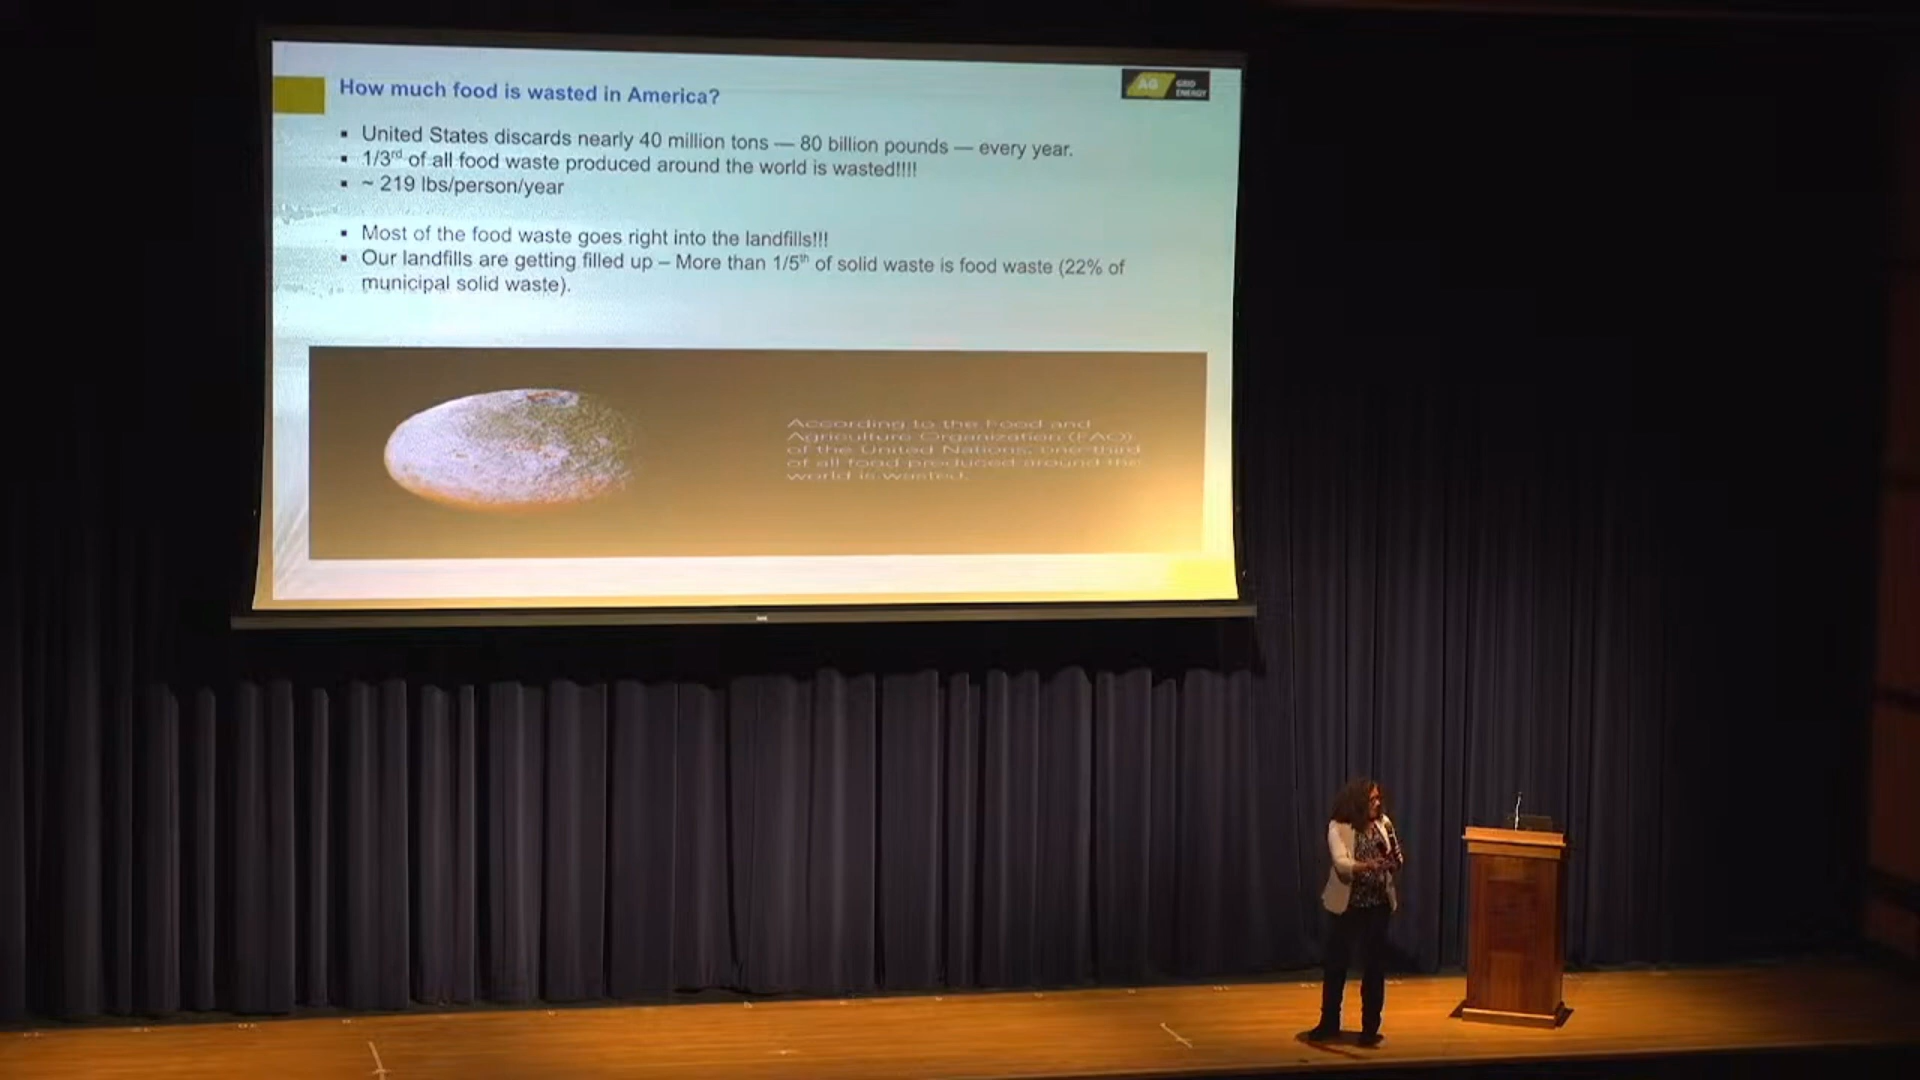 How much food is wasted in America?
AG GRID
ENERGY
▪ United States discards nearly 40 million tons — 80 billion pounds — every year.
▪ 1/3rd of all food waste produced around the world is wasted!!!!
▪ ~ 219 lbs/person/year
▪ Most of the food waste goes right into the landfills!!!
▪ Our landfills are getting filled up – More than 1/5th of solid waste is food waste (22% of
municipal solid waste).
According to the Food and
Agriculture Organization (FAO)
of the United Nations, one-third
of all food produced around the
world is wasted.